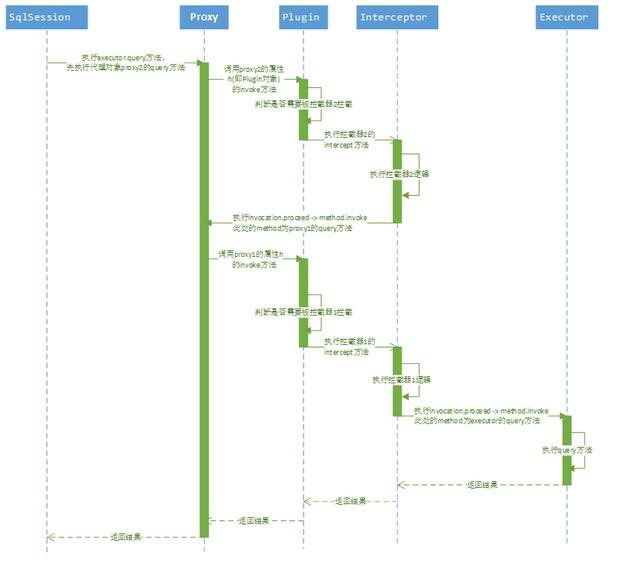 SqlSession
Proxy
Plugin
Interceptor
Executor
执行executor.query方法，
先执行代理对象proxy2的query方法
调用proxy2的属性
h(即Plugin对象)
的invoke方法
判断是否需要被拦截器2拦截
执行拦截器2的
intercept方法
执行拦截器2逻辑
执行invocation.proceed -> method.invoke
此处的method为proxy1的query方法
调用proxy1的属性h
的invoke方法
判断是否需要被拦截器1拦截
执行拦截器1的
intercept方法
执行拦截器1逻辑
执行invocation.proceed -> method.invoke
此处的method为executor的query方法
执行query方法
返回结果
返回结果
返回结果
返回结果